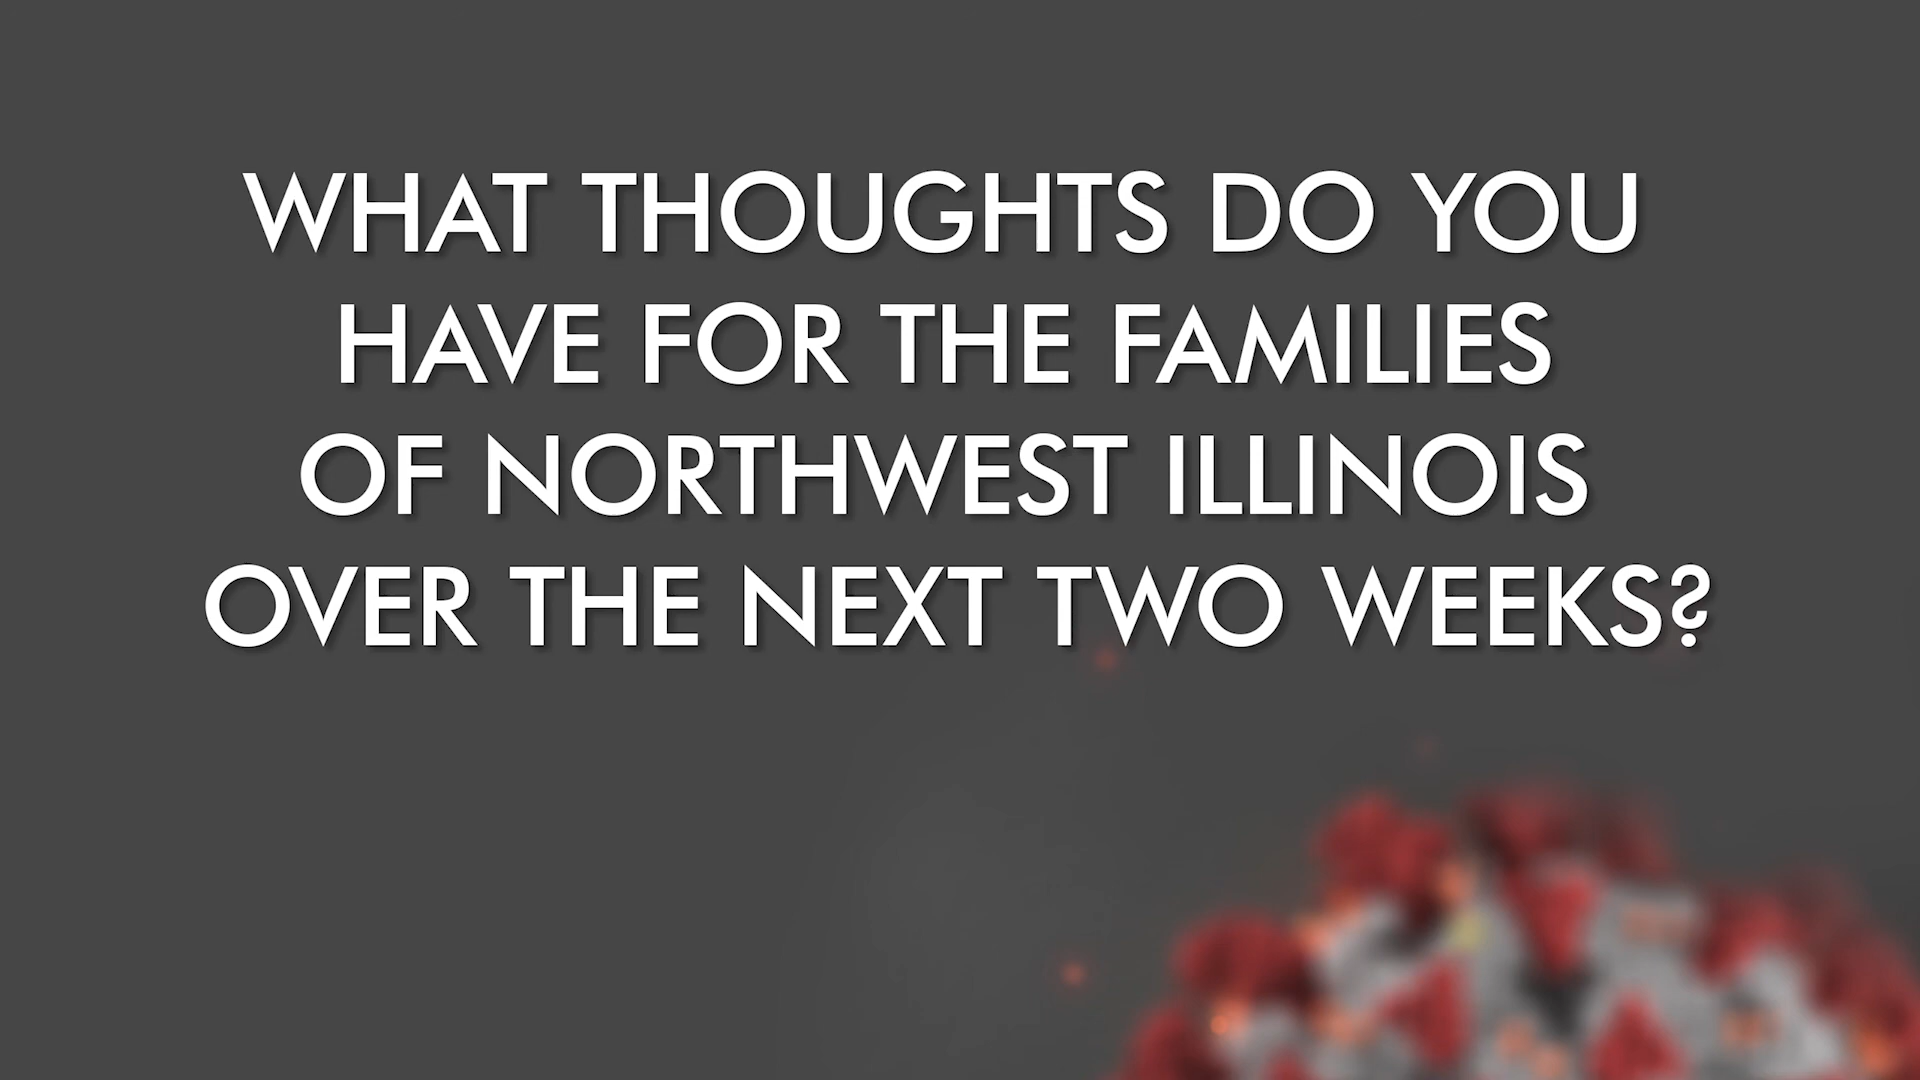 WHAT THOUGHTS DO YOU
HAVE FOR THE FAMILIES
OF NORTHWEST ILLINOIS
OVER THE NEXT TWO WEEKS?